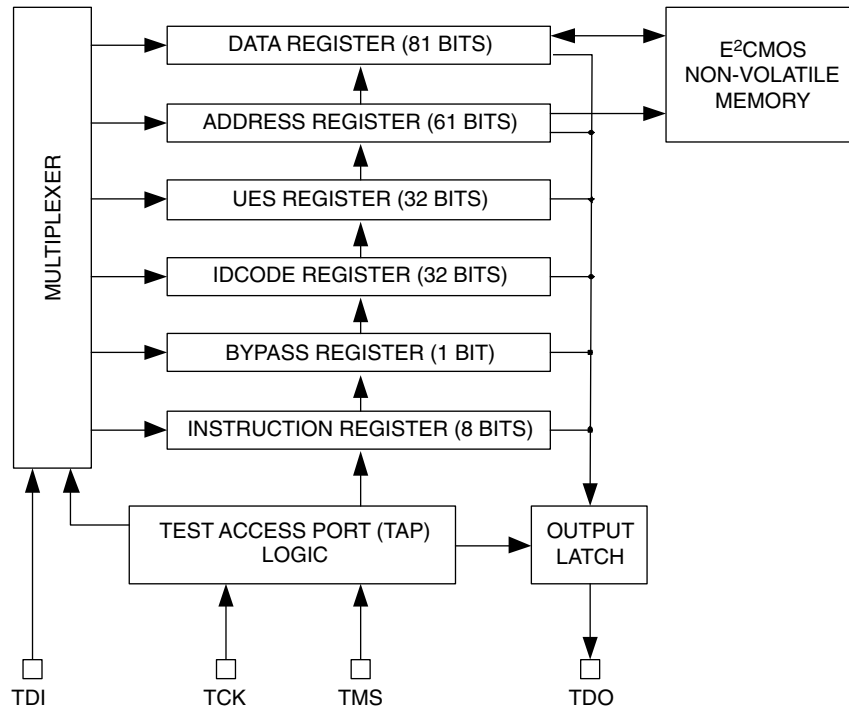 DATA REGISTER (81 BITS)
E²CMOS
NON-VOLATILE
MEMORY
ADDRESS REGISTER (61 BITS)
MULTIPLEXER
UES REGISTER (32 BITS)
IDCODE REGISTER (32 BITS)
BYPASS REGISTER (1 BIT)
INSTRUCTION REGISTER (8 BITS)
TEST ACCESS PORT (TAP)
LOGIC
OUTPUT
LATCH
TDI
TCK
TMS
TDO